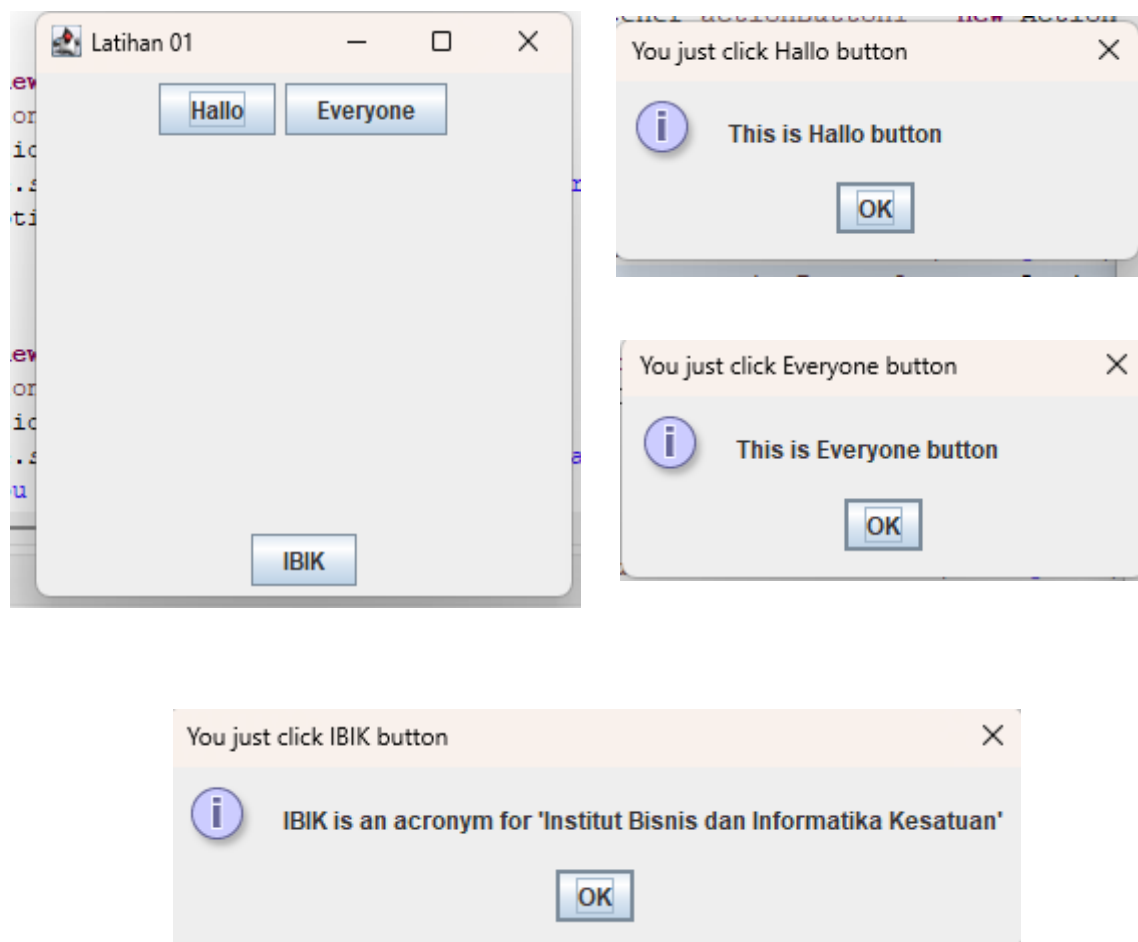 Latihan 01
Hallo
Everyone
IBIK
You just click Hallo button
This is Hallo button
OK
You just click Everyone button
This is Everyone button
OK
You just click IBIK button
IBIK is an acronym for 'Institut Bisnis dan Informatika Kesatuan'
OK